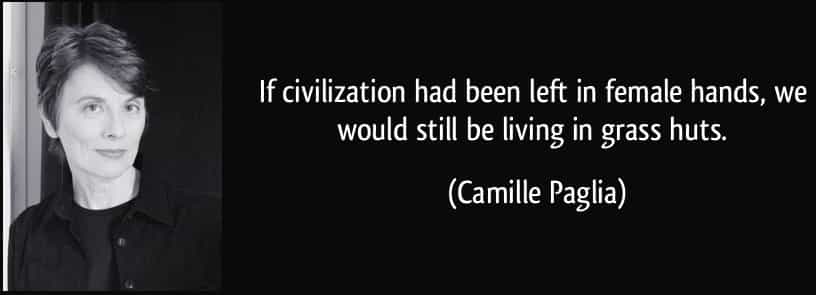 If civilization had been left in female hands, we
would still be living in grass huts.
(Camille Paglia)